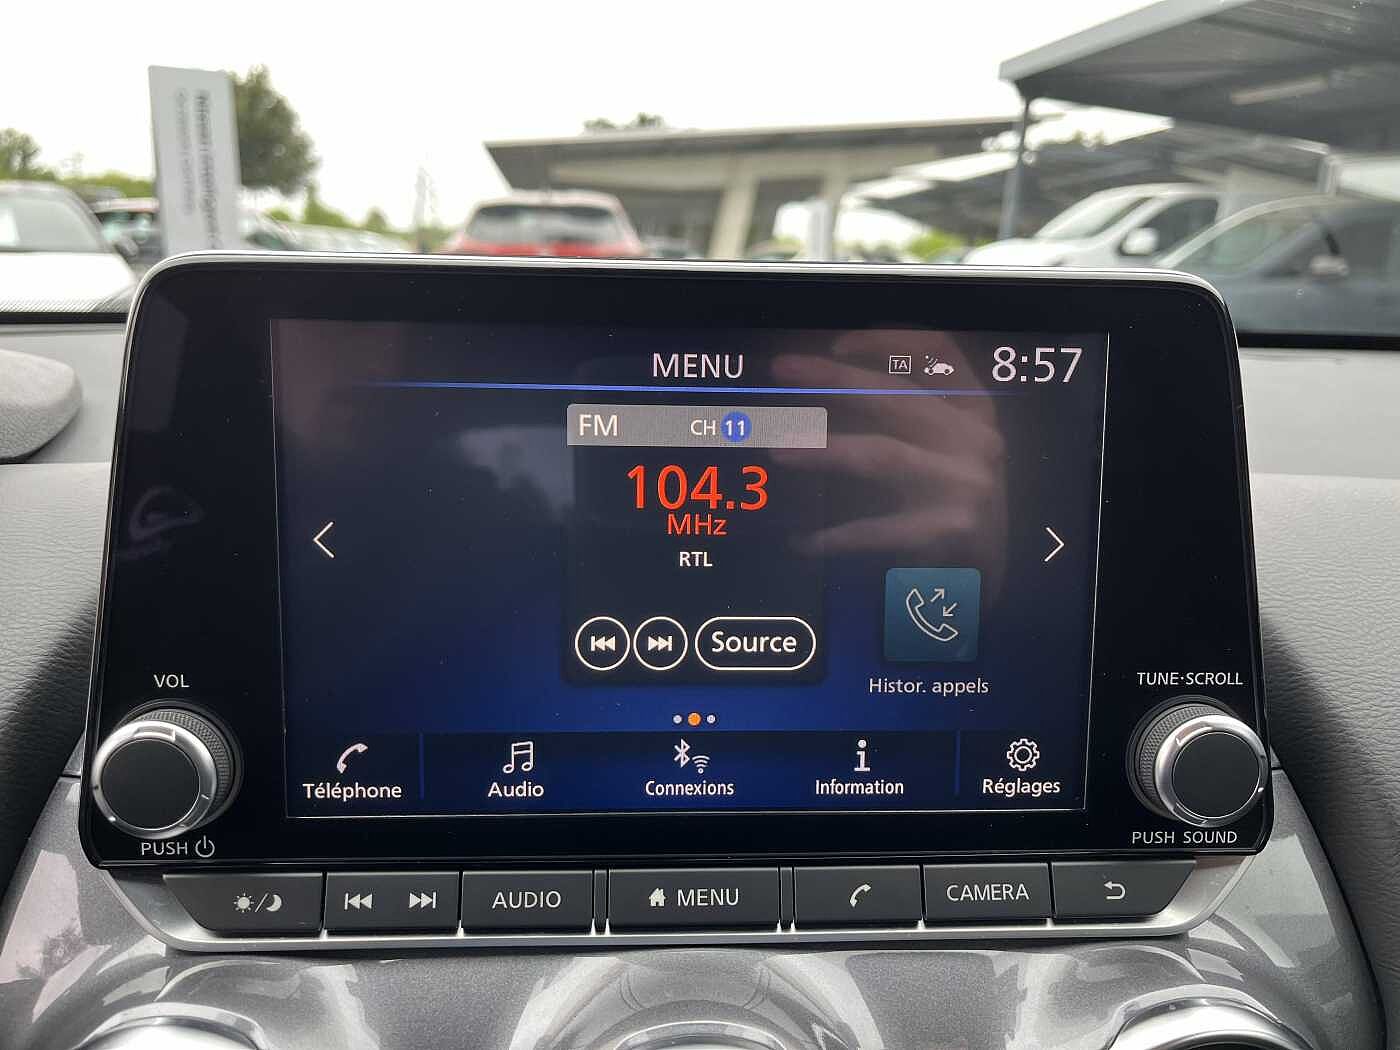 MENU
TA
8:57
FM
CH 11
104.3
MHz
RTL
Source
Histor. appels
VOL
TUNE·SCROLL
Téléphone
Audio
Connexions
Information
Réglages
PUSH
PUSH SOUND
AUDIO
MENU
CAMERA